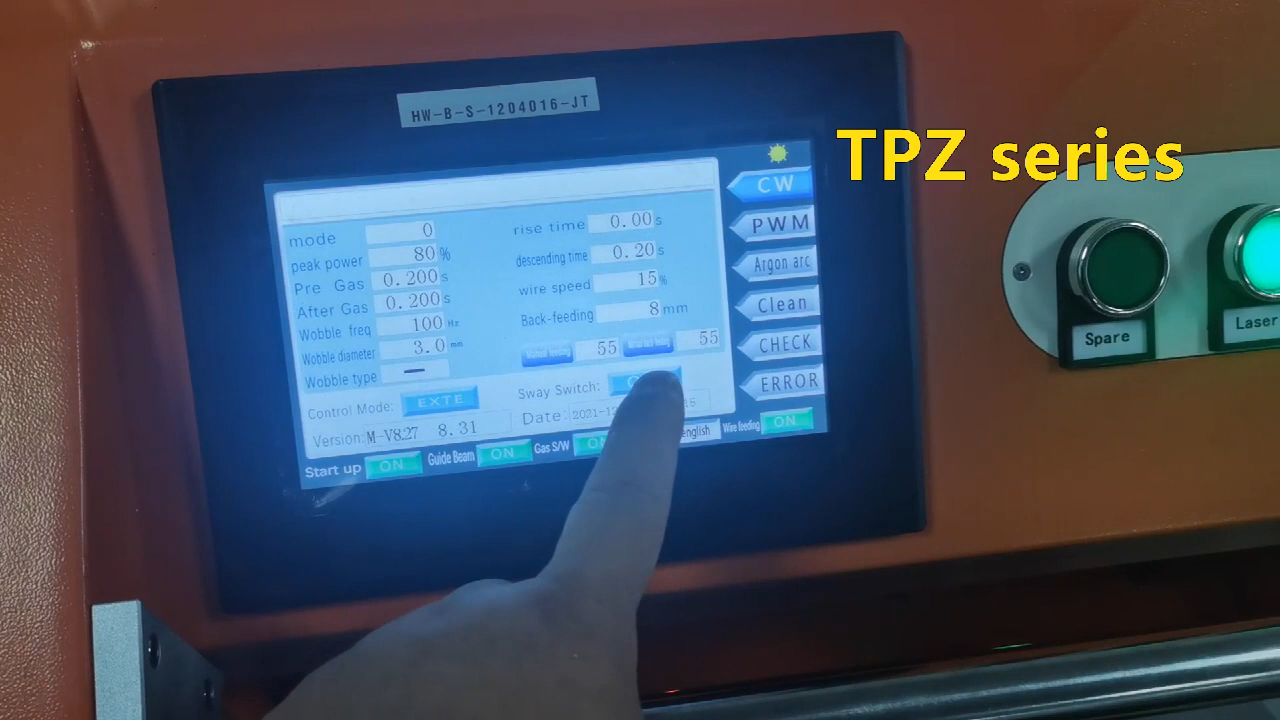 HW-B-S-1204016-JT
TPZ series
mode 0
peak power 80 %
Pre Gas 0.200 s
After Gas 0.200 s
Wobble freq 100 Hz
Wobble diameter 3.0 mm
Wobble type —
rise time 0.00 s
descending time 0.20 s
wire speed 15 %
Back-feeding 8 mm
55
55
Control Mode: EXTE
Sway Switch:
Version: M-V8.27 8.31
Date: 2021-12
Start up ON
Guide Beam ON
Gas S/W ON
english
Wire feeding ON
CW
PWM
Argon arc
Clean
CHECK
ERROR
Spare
Laser